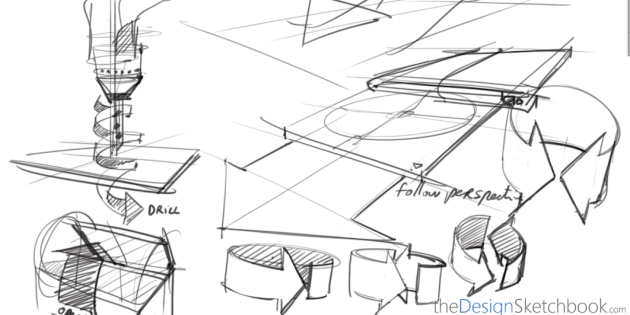 follow perspective
DRILL
theDesignSketchbook.com